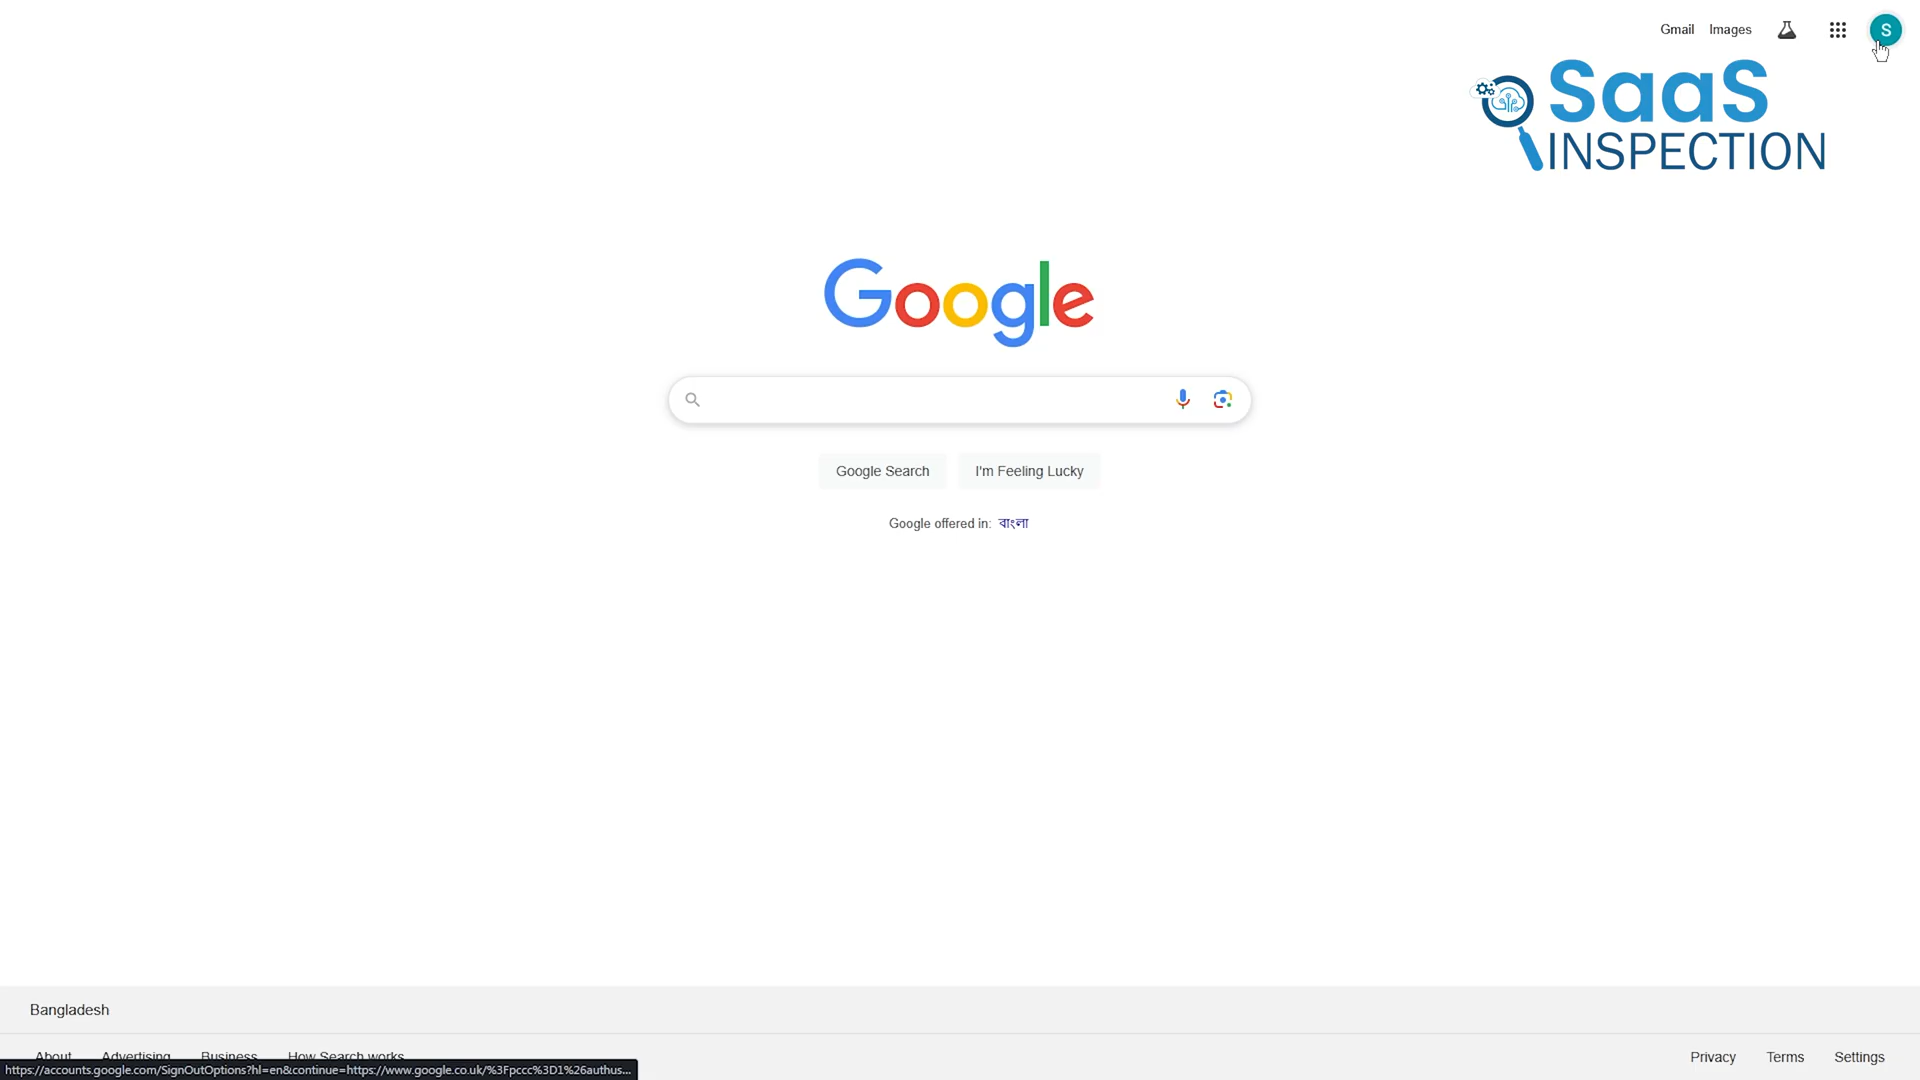 Gmail Images S
SaaS
INSPECTION
Google
Google Search I'm Feeling Lucky
Google offered in: বাংলা
Bangladesh
About Advertising Business How Search works Privacy Terms Settings
https://accounts.google.com/SignOutOptions?hl=en&continue=https://www.google.co.uk/%3Fpccc%3D1%26authus...